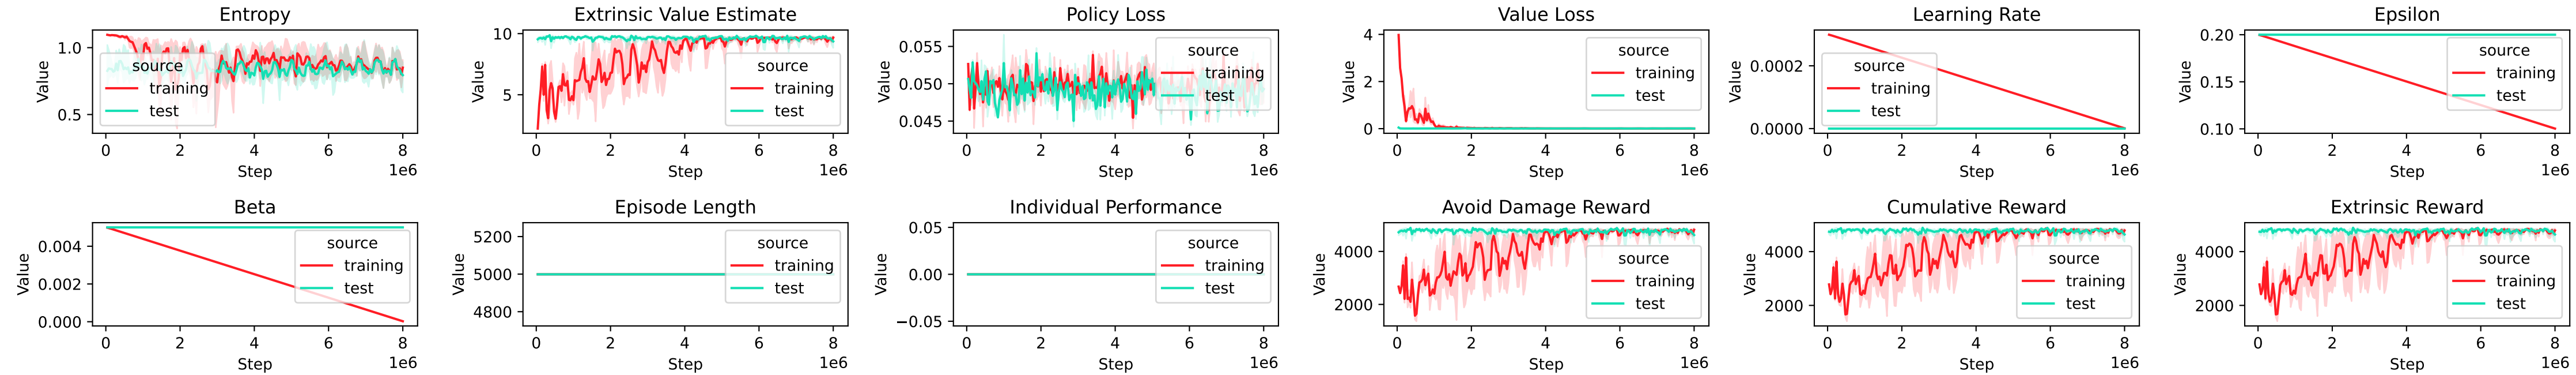 Entropy
1.0
0.5
Value
source
training
test
0 2 4 6 8
Step
1e6
Extrinsic Value Estimate
10
5
Value
source
training
test
0 2 4 6 8
Step
1e6
Policy Loss
0.055
0.050
0.045
Value
source
training
test
0 2 4 6 8
Step
1e6
Value Loss
4
2
0
Value
source
training
test
0 2 4 6 8
Step
1e6
Learning Rate
0.0002
0.0000
Value
source
training
test
0 2 4 6 8
Step
1e6
Epsilon
0.20
0.15
0.10
Value
source
training
test
0 2 4 6 8
Step
1e6
Beta
0.004
0.002
0.000
Value
source
training
test
0 2 4 6 8
Step
1e6
Episode Length
5200
5000
4800
Value
source
training
test
0 2 4 6 8
Step
1e6
Individual Performance
0.05
0.00
−0.05
Value
source
training
test
0 2 4 6 8
Step
1e6
Avoid Damage Reward
4000
2000
Value
source
training
test
0 2 4 6 8
Step
1e6
Cumulative Reward
4000
2000
Value
source
training
test
0 2 4 6 8
Step
1e6
Extrinsic Reward
4000
2000
Value
source
training
test
0 2 4 6 8
Step
1e6